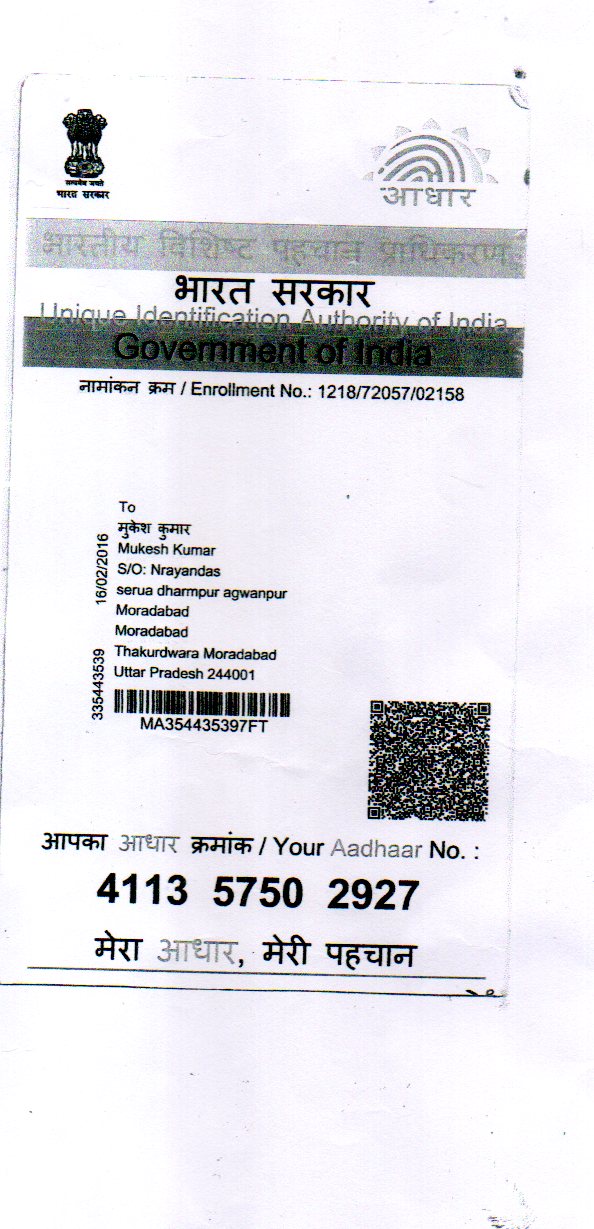 सत्यमेव जयते
भारत सरकार
आधार
भारतीय विशिष्ट पहचान प्राधिकरण
भारत सरकार
Unique Identification Authority of India
Government of India
नामांकन क्रम / Enrollment No.: 1218/72057/02158
To
मुकेश कुमार
Mukesh Kumar
S/O: Nrayandas
serua dharmpur agwanpur
Moradabad
Moradabad
Thakurdwara Moradabad
Uttar Pradesh 244001
16/02/2016
335443539
MA354435397FT
आपका आधार क्रमांक / Your Aadhaar No. :
4113 5750 2927
मेरा आधार, मेरी पहचान